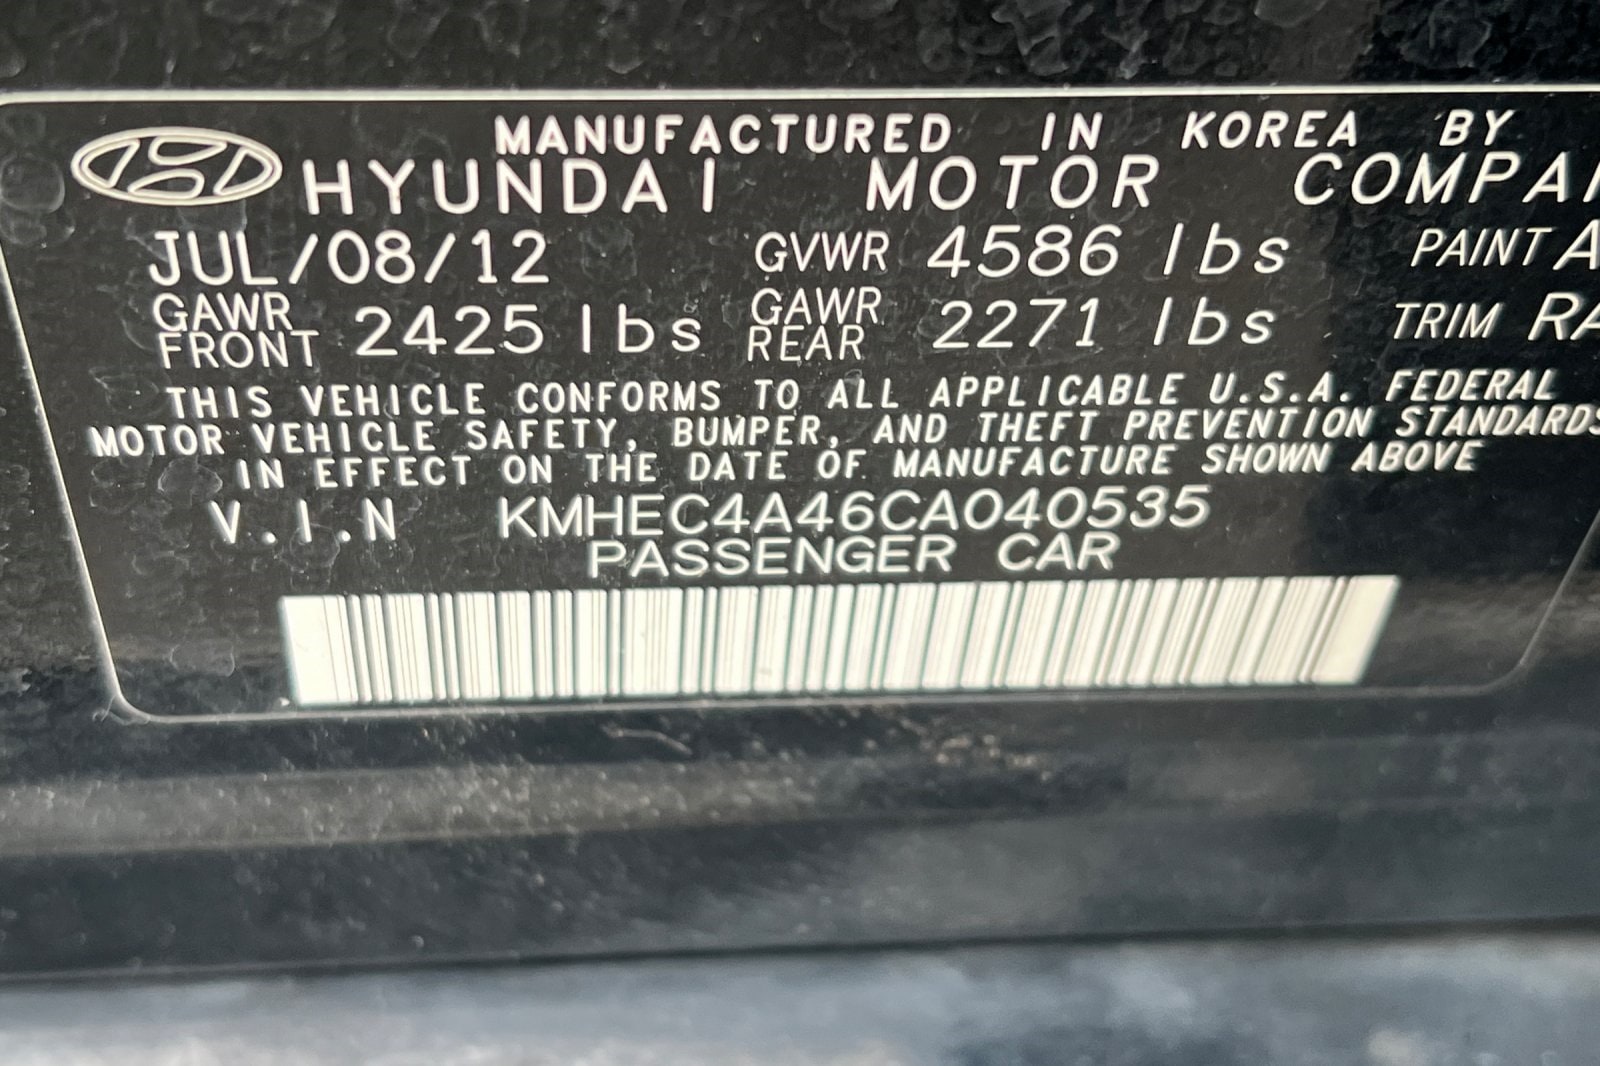 MANUFACTURED IN KOREA BY
HYUNDAI MOTOR
JUL/08/12 GVWR 4586 lbs PAINT
GAWR FRONT 2425 lbs GAWR REAR 2271 lbs TRIM
THIS VEHICLE CONFORMS TO ALL APPLICABLE U.S.A. FEDERAL
MOTOR VEHICLE SAFETY, BUMPER, AND THEFT PREVENTION STANDARDS
IN EFFECT ON THE DATE OF MANUFACTURE SHOWN ABOVE
V.I.N KMHEC4A46CA040535
PASSENGER CAR